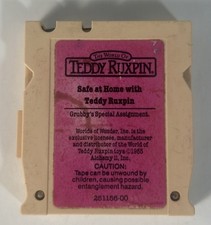 THE WORLD OF
TEDDY RUXPIN.
Safe at Home with
Teddy Ruxpin
Grubby's Special Assignment.
Worlds of Wonder, Inc. is the
exclusive licensee, manufacturer
and distributor of the World of
Teddy Ruxpin toys ©1985
Alchemy II, Inc.
CAUTION:
Tape can be unwound by
children, causing possible
entanglement hazard.
251156-00